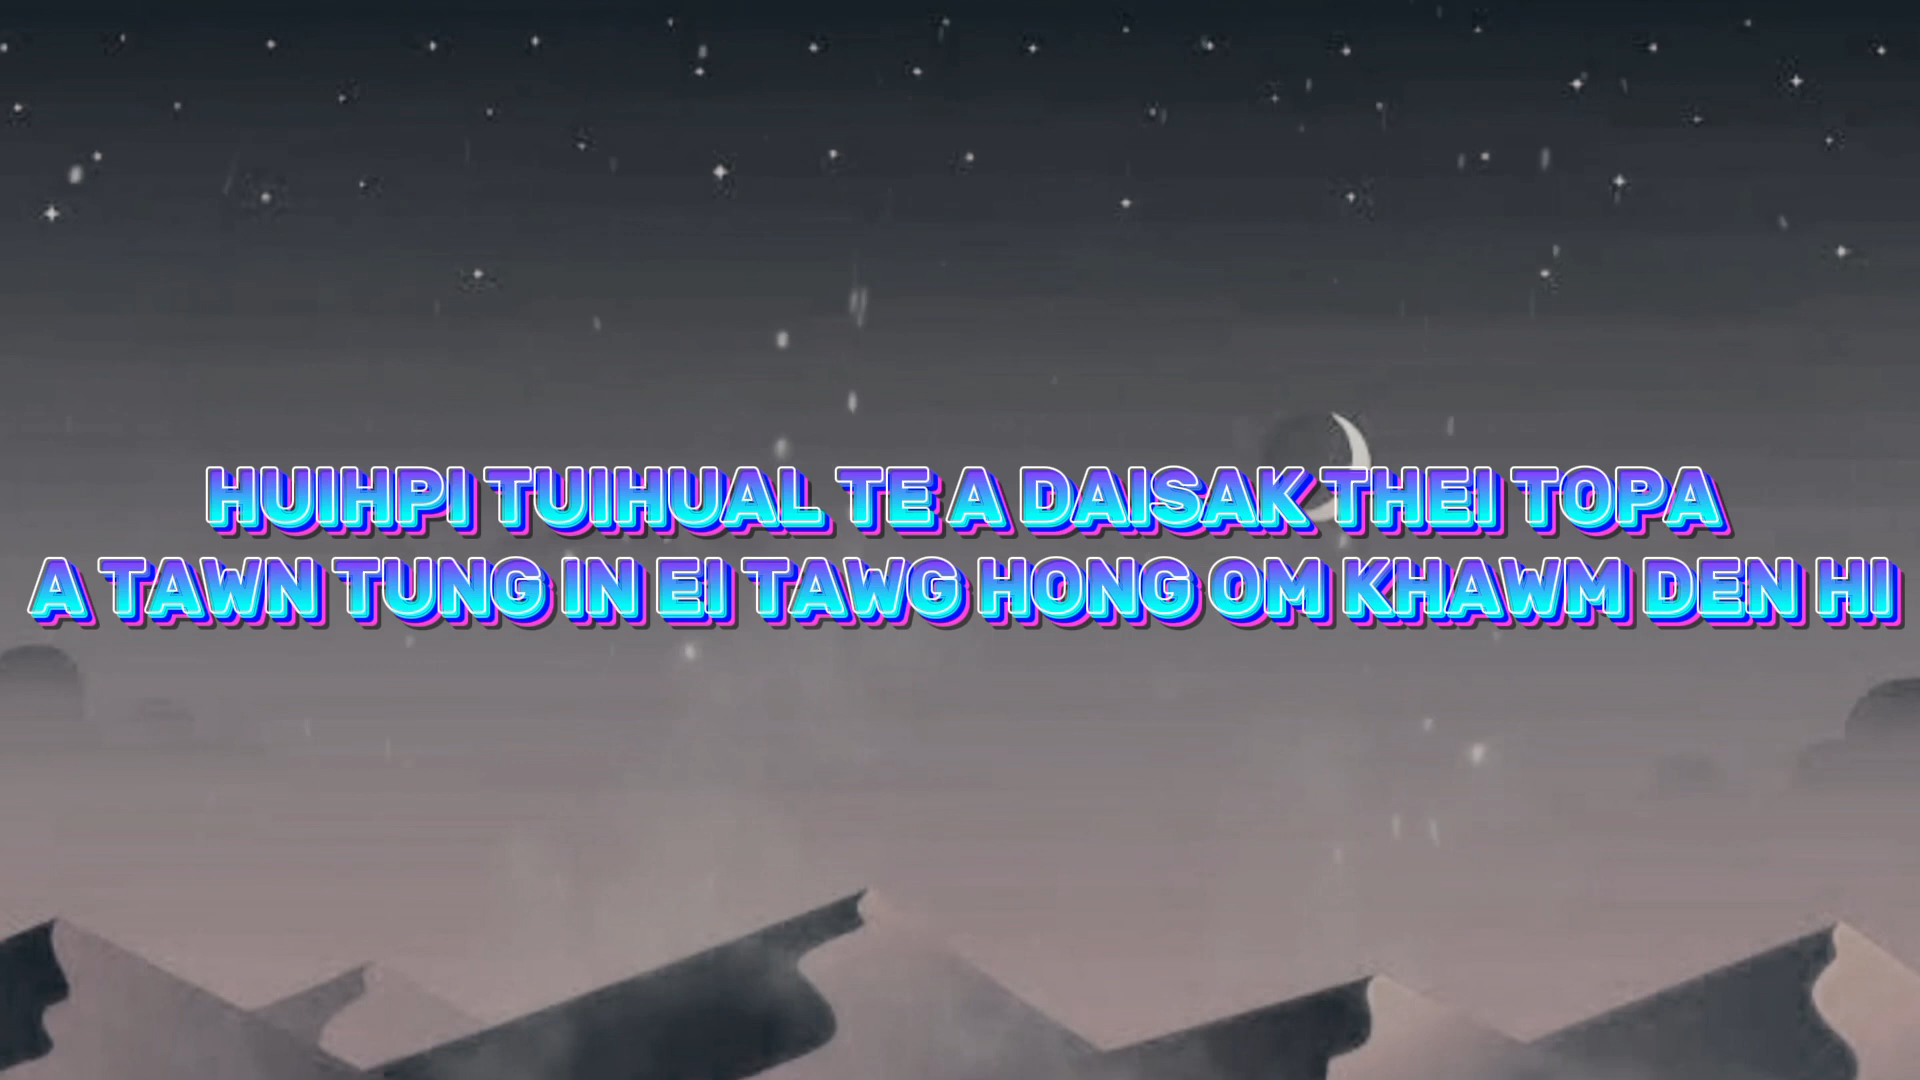 HUIHPI TUIHUAL TE A DAISAK THEI TOPA
A TAWN TUNG IN EI TAWG HONG OM KHAWM DEN HI